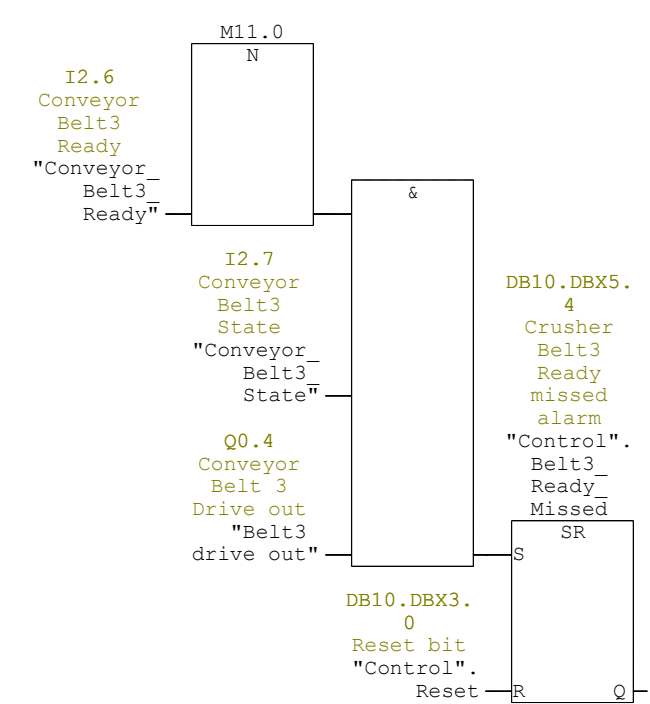 M11.0
N
I2.6
Conveyor
Belt3
Ready
"Conveyor_
Belt3_
Ready"
&
I2.7
Conveyor
Belt3
State
"Conveyor_
Belt3_
State"
Q0.4
Conveyor
Belt 3
Drive out
"Belt3
drive out"
DB10.DBX5.
4
Crusher
Belt3
Ready
missed
alarm
"Control".
Belt3_
Ready_
Missed
SR
S
DB10.DBX3.
0
Reset bit
"Control".
Reset
R
Q